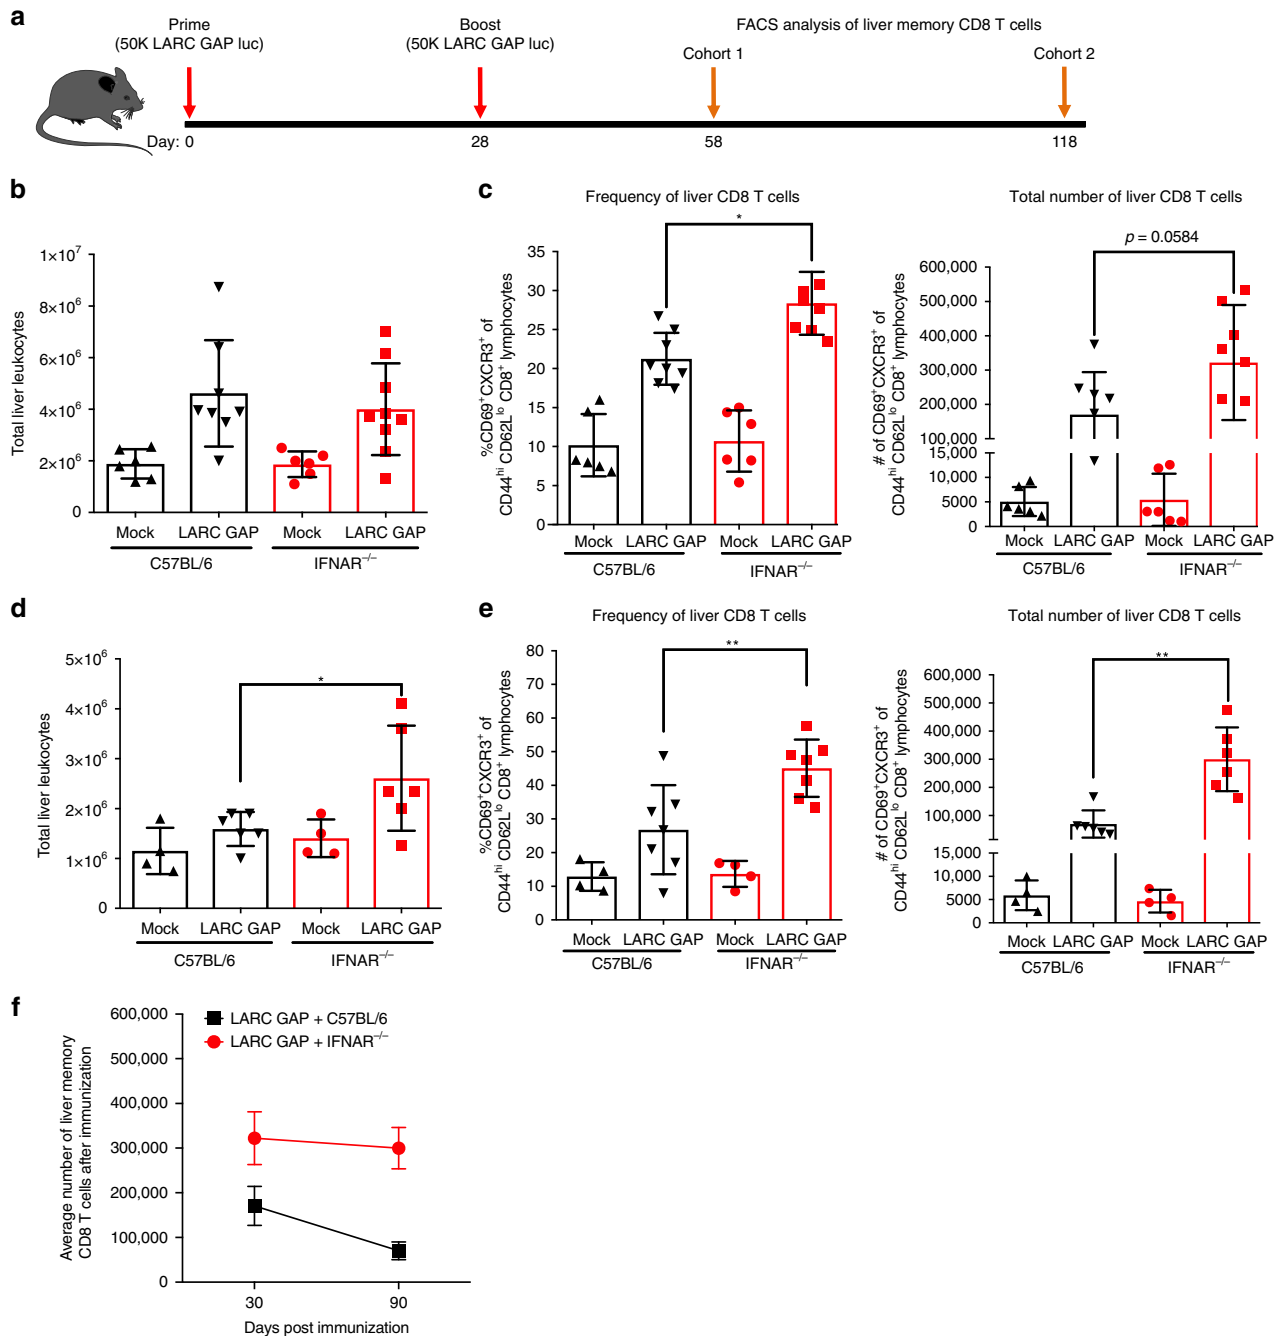 a
Prime
(50K LARC GAP luc)
Boost
(50K LARC GAP luc)
FACS analysis of liver memory CD8 T cells
Cohort 1
Cohort 2
Day: 0
28
58
118
b
Total liver leukocytes
1×10⁷
8×10⁶
6×10⁶
4×10⁶
2×10⁶
0
Mock
LARC GAP
Mock
LARC GAP
C57BL/6
IFNAR⁻/⁻
c
Frequency of liver CD8 T cells
*
%CD69⁺CXCR3⁺ of
CD44ʰⁱ CD62Lˡᵒ CD8⁺ lymphocytes
35
30
25
20
15
10
5
0
Mock
LARC GAP
Mock
LARC GAP
C57BL/6
IFNAR⁻/⁻
Total number of liver CD8 T cells
p = 0.0584
# of CD69⁺CXCR3⁺ of
CD44ʰⁱ CD62Lˡᵒ CD8⁺ lymphocytes
600,000
500,000
400,000
300,000
200,000
100,000
15,000
10,000
5000
0
Mock
LARC GAP
Mock
LARC GAP
C57BL/6
IFNAR⁻/⁻
d
Total liver leukocytes
5×10⁶
4×10⁶
3×10⁶
2×10⁶
1×10⁶
0
*
Mock
LARC GAP
Mock
LARC GAP
C57BL/6
IFNAR⁻/⁻
e
Frequency of liver CD8 T cells
**
%CD69⁺CXCR3⁺ of
CD44ʰⁱ CD62Lˡᵒ CD8⁺ lymphocytes
80
70
60
50
40
30
20
10
0
Mock
LARC GAP
Mock
LARC GAP
C57BL/6
IFNAR⁻/⁻
Total number of liver CD8 T cells
**
# of CD69⁺CXCR3⁺ of
CD44ʰⁱ CD62Lˡᵒ CD8⁺ lymphocytes
600,000
500,000
400,000
300,000
200,000
100,000
15,000
10,000
5000
0
Mock
LARC GAP
Mock
LARC GAP
C57BL/6
IFNAR⁻/⁻
f
LARC GAP + C57BL/6
LARC GAP + IFNAR⁻/⁻
Average number of liver memory
CD8 T cells after immunization
600,000
500,000
400,000
300,000
200,000
100,000
0
30
90
Days post immunization